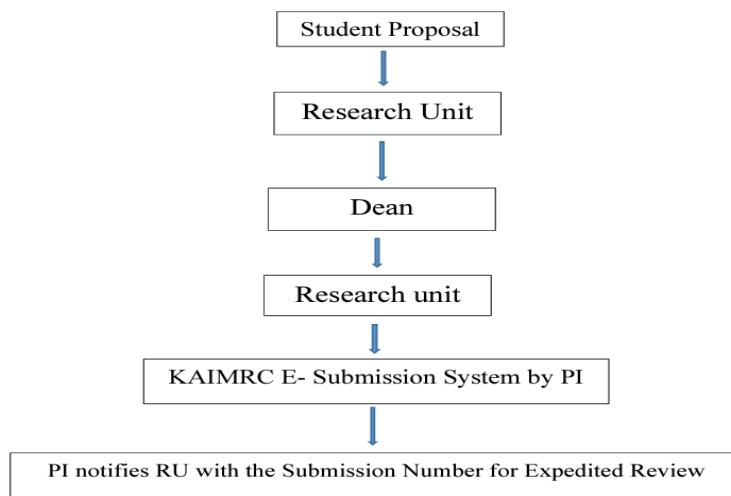 Student Proposal
Research Unit
Dean
Research unit
KAIMRC E- Submission System by PI
PI notifies RU with the Submission Number for Expedited Review